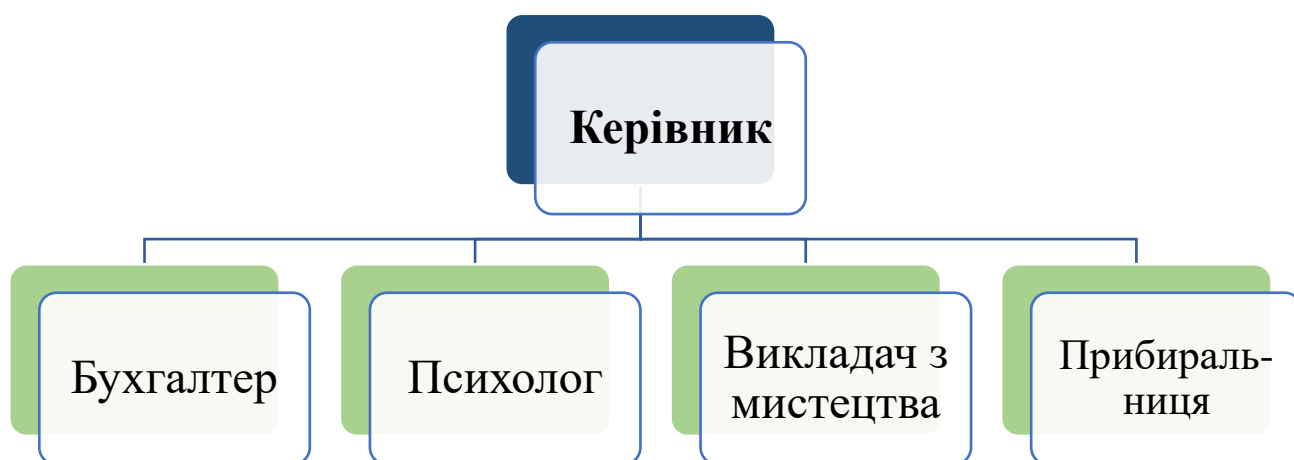 Керівник
Бухгалтер
Психолог
Викладач з
мистецтва
Прибираль-
ниця